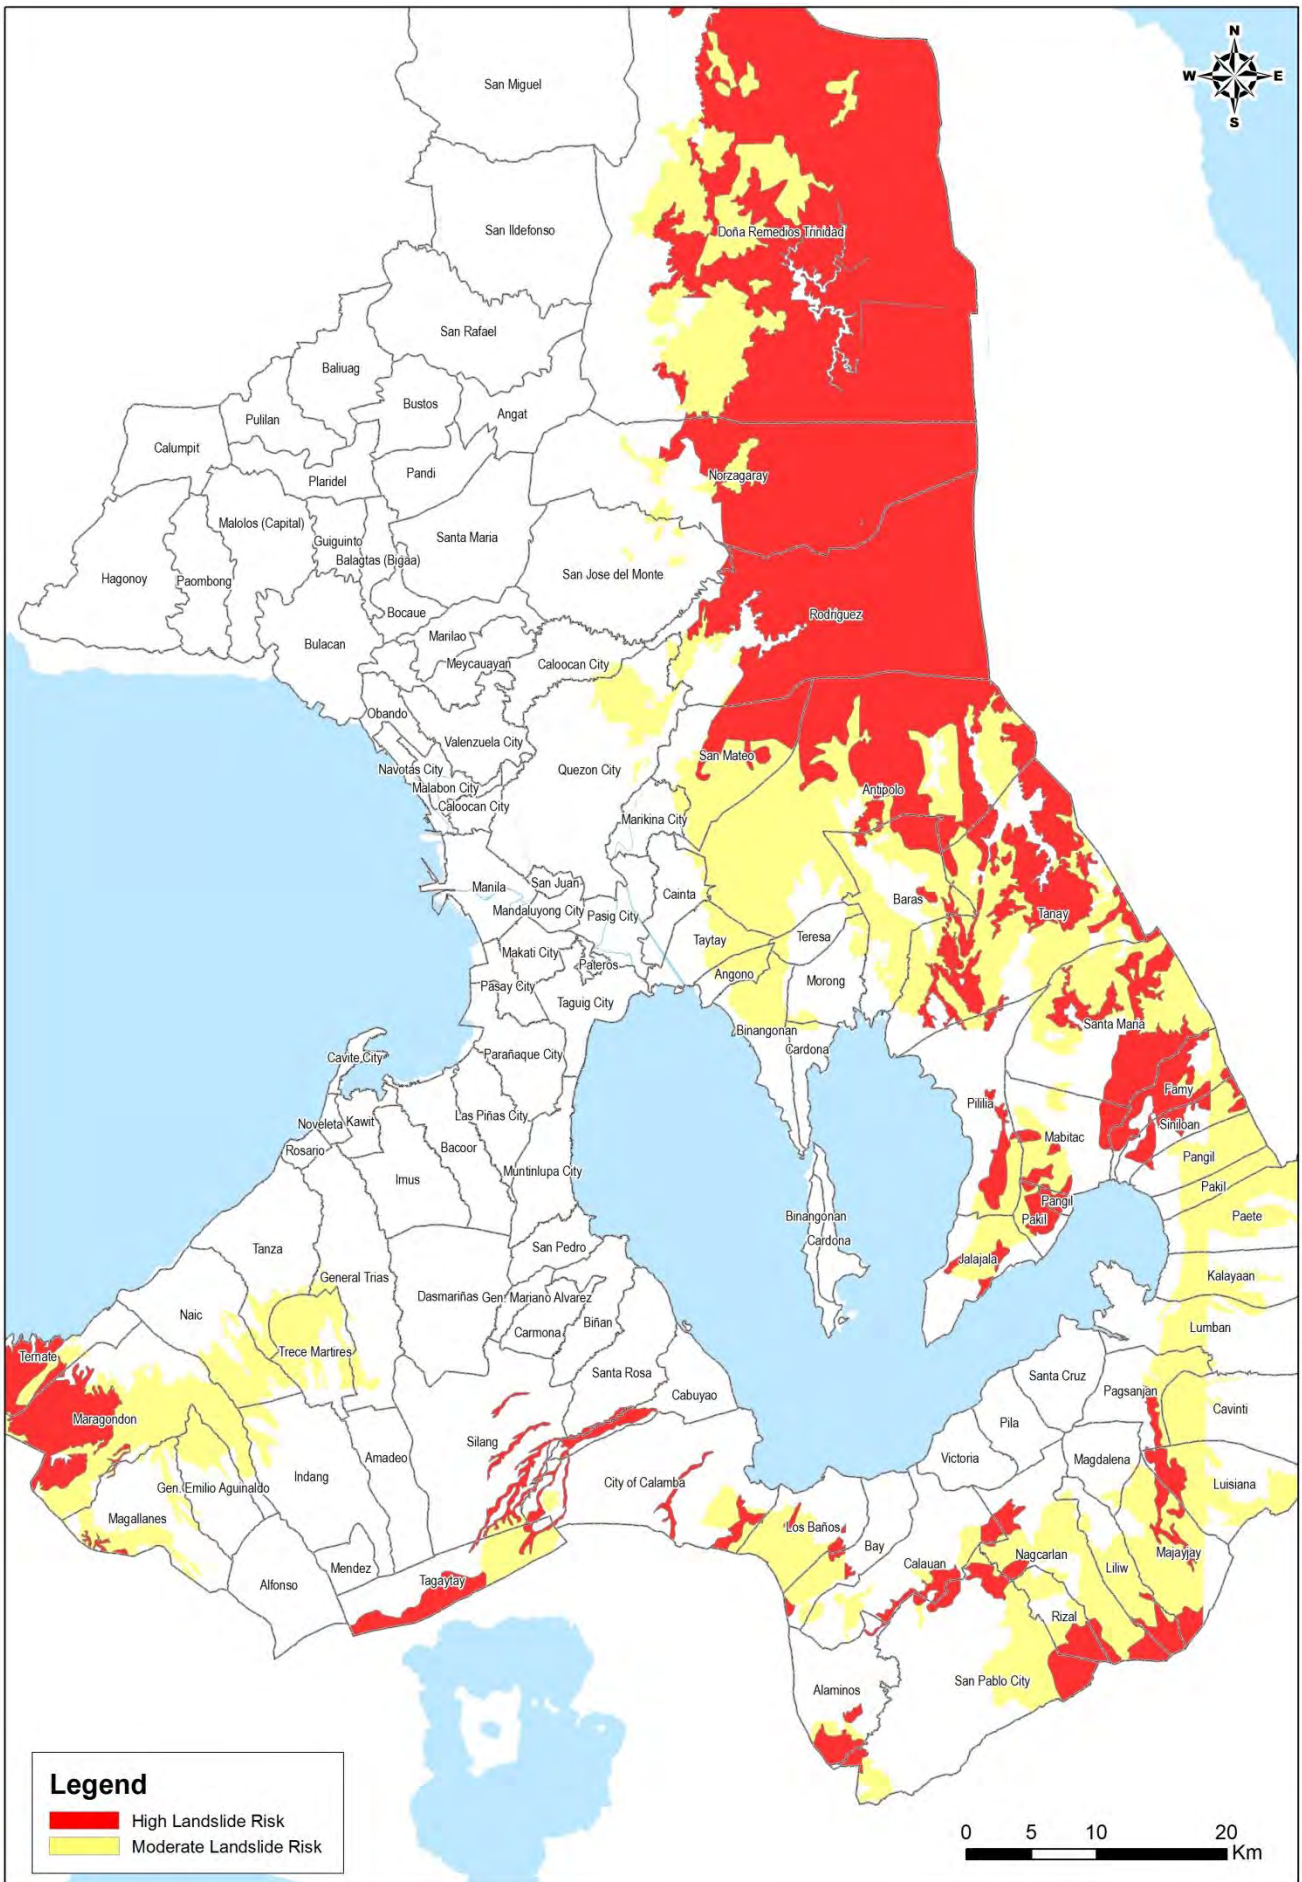 N
W E
S
San Miguel
San Ildefonso
Doña Remedios Trinidad
San Rafael
Baliuag
Bustos
Angat
Pulilan
Calumpit
Plaridel
Pandi
Norzagaray
Malolos (Capital)
Guiguinto
Santa Maria
Balagtas (Bigaa)
Hagonoy
Paombong
San Jose del Monte
Bocaue
Rodriguez
Bulacan
Marilao
Meycauayan
Caloocan City
Obando
Valenzuela City
San Mateo
Navotas City
Quezon City
Malabon City
Antipolo
Caloocan City
Marikina City
Manila
San Juan
Cainta
Baras
Mandaluyong City
Pasig City
Tanay
Taytay
Teresa
Makati City
Pateros
Angono
Morong
Pasay City
Taguig City
Santa Maria
Binangonan
Cardona
Cavite City
Parañaque City
Famy
Pililia
Las Piñas City
Noveleta
Kawit
Siniloan
Mabitac
Rosario
Bacoor
Pangil
Imus
Muntinlupa City
Pakil
Pangil
Paete
Binangonan
Pakil
Cardona
San Pedro
Tanza
Jalajala
General Trias
Kalayaan
Dasmariñas
Gen. Mariano Alvarez
Naic
Biñan
Lumban
Carmona
Ternate
Trece Martires
Santa Rosa
Santa Cruz
Cabuyao
Pagsanjan
Cavinti
Maragondon
Pila
Silang
Victoria
Magdalena
Amadeo
Indang
City of Calamba
Luisiana
Gen. Emilio Aguinaldo
Magallanes
Los Baños
Bay
Majayjay
Nagcarlan
Calauan
Liliw
Mendez
Tagaytay
Alfonso
Rizal
San Pablo City
Alaminos
Legend
High Landslide Risk
Moderate Landslide Risk
0 5 10 20
Km